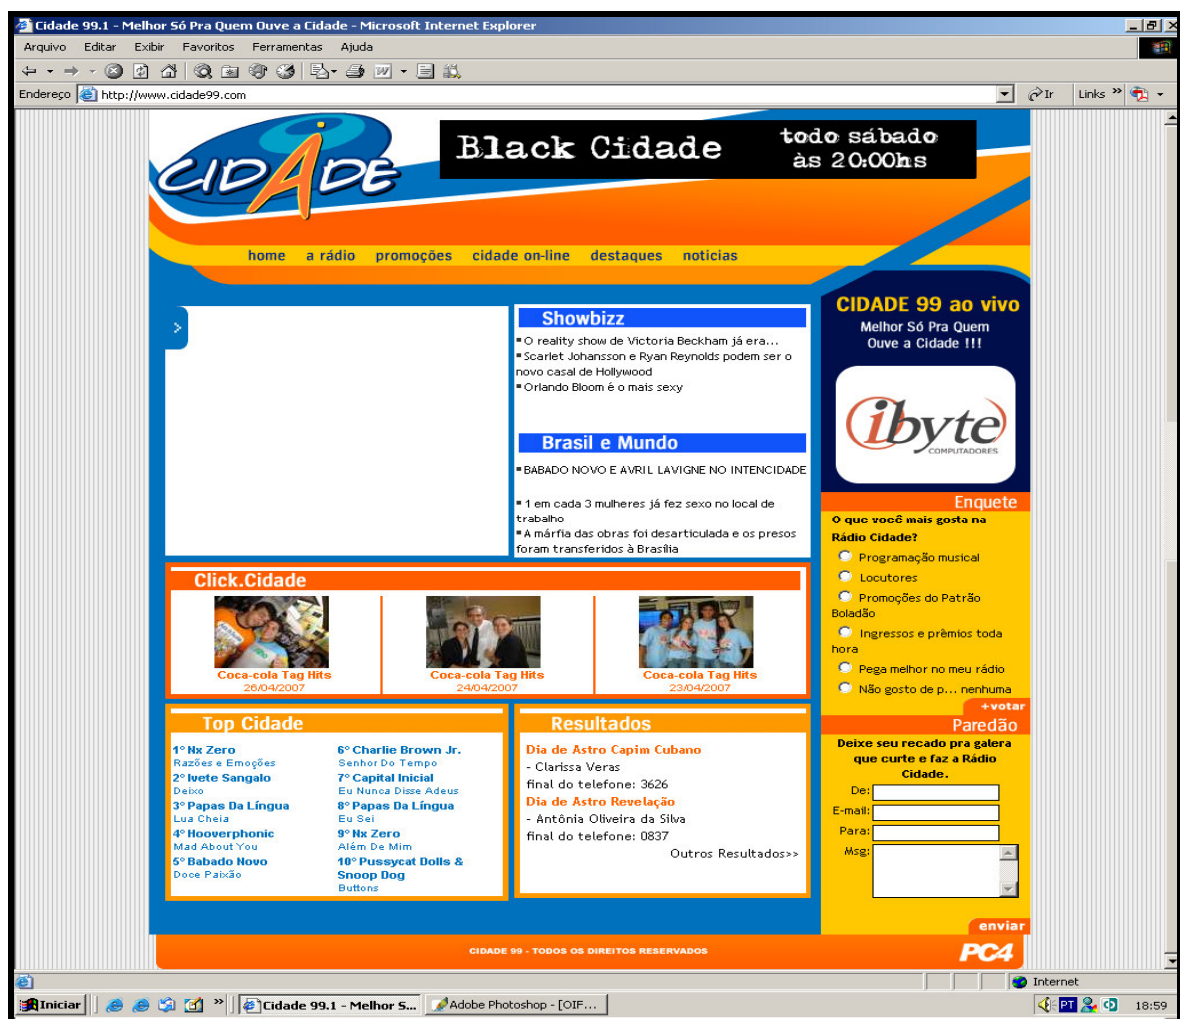 Cidade 99.1 - Melhor Só Pra Quem Ouve a Cidade - Microsoft Internet Explorer
Arquivo Editar Exibir Favoritos Ferramentas Ajuda
Endereço http://www.cidade99.com Ir Links »
CIDADE
Black Cidade
todo sábado
às 20:00hs
home a rádio promoções cidade on-line destaques noticias
>
Showbizz
O reality show de Victoria Beckham já era...
Scarlet Johansson e Ryan Reynolds podem ser o
novo casal de Hollywood
Orlando Bloom é o mais sexy
Brasil e Mundo
BABADO NOVO E AVRIL LAVIGNE NO INTENCIDADE
1 em cada 3 mulheres já fez sexo no local de
trabalho
A márfia das obras foi desarticulada e os presos
foram transferidos à Brasília
CIDADE 99 ao vivo
Melhor Só Pra Quem
Ouve a Cidade !!!
ibyte
COMPUTADORES
Enquete
O que você mais gosta na
Rádio Cidade?
Programação musical
Locutores
Promoções do Patrão
Boladão
Ingressos e prêmios toda
hora
Pega melhor no meu rádio
Não gosto de p... nenhuma
+votar
Click.Cidade
Coca-cola Tag Hits
26/04/2007
Coca-cola Tag Hits
24/04/2007
Coca-cola Tag Hits
23/04/2007
Top Cidade
1º Nx Zero
Razões e Emoções
2º Ivete Sangalo
Deixo
3º Papas Da Língua
Lua Cheia
4º Hooverphonic
Mad About You
5º Babado Novo
Doce Paixão
6º Charlie Brown Jr.
Senhor Do Tempo
7º Capital Inicial
Eu Nunca Disse Adeus
8º Papas Da Língua
Eu Sei
9º Nx Zero
Além De Mim
10º Pussycat Dolls &
Snoop Dog
Buttons
Resultados
Dia de Astro Capim Cubano
- Clarissa Veras
final do telefone: 3626
Dia de Astro Revelação
- Antônia Oliveira da Silva
final do telefone: 0837
Outros Resultados>>
Paredão
Deixe seu recado pra galera
que curte e faz a Rádio
Cidade.
De:
E-mail:
Para:
Msg:
enviar
CIDADE 99 - TODOS OS DIREITOS RESERVADOS
PC4
Internet
Iniciar » Cidade 99.1 - Melhor S... Adobe Photoshop - [OIF... PT 18:59